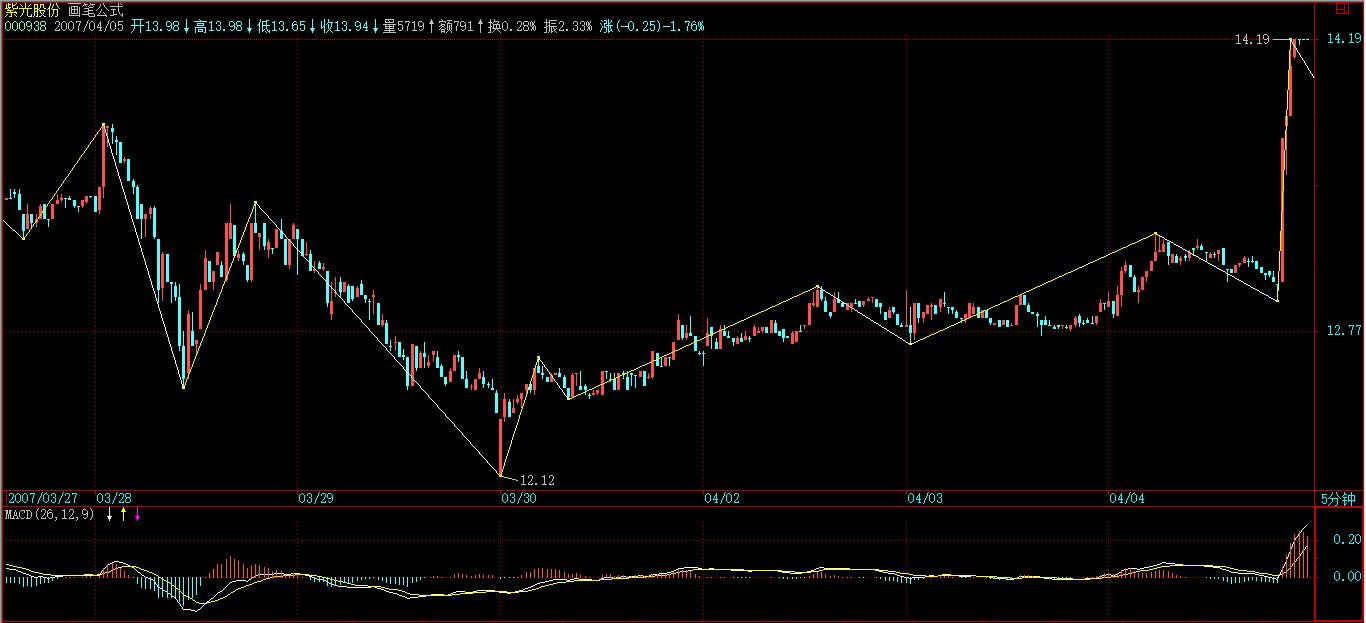 紫光股份 画笔公式
000938 2007/04/05 开13.98↓高13.98↓低13.65↓收13.94↓量5719↑额791↑换0.28% 振2.33% 涨(-0.25)-1.76%
14.19 14.19
12.77
12.12
2007/03/27 03/28 03/29 03/30 04/02 04/03 04/04 5分钟
MACD(26,12,9)
0.20
0.00